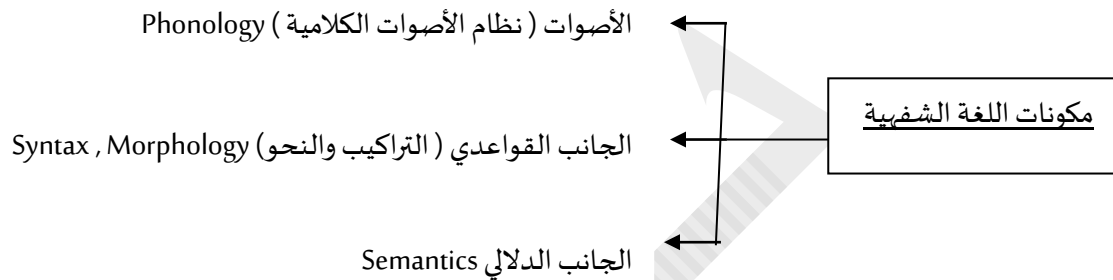 مكونات اللغة الشفهية
الأصوات ( نظام الأصوات الكلامية ) Phonology
الجانب القواعدي ( التراكيب والنحو) Syntax , Morphology
الجانب الدلالي Semantics